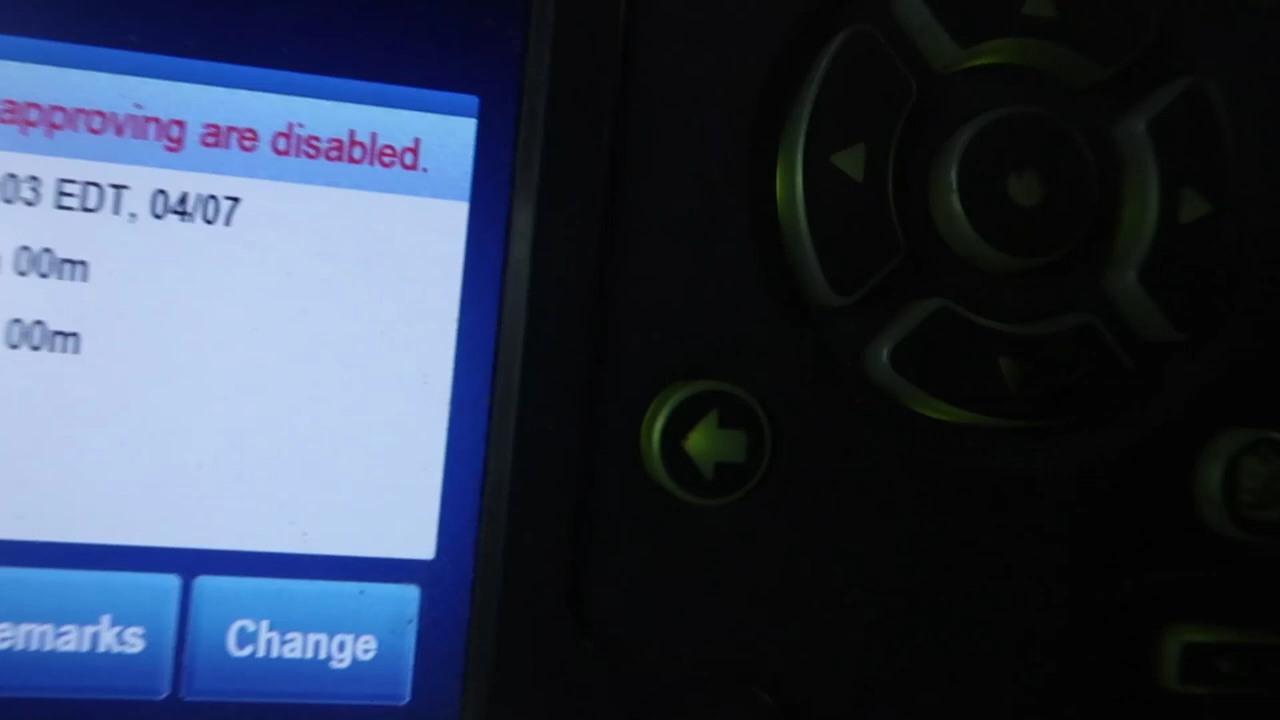 approving are disabled.
03 EDT, 04/07
00m
00m
emarks
Change